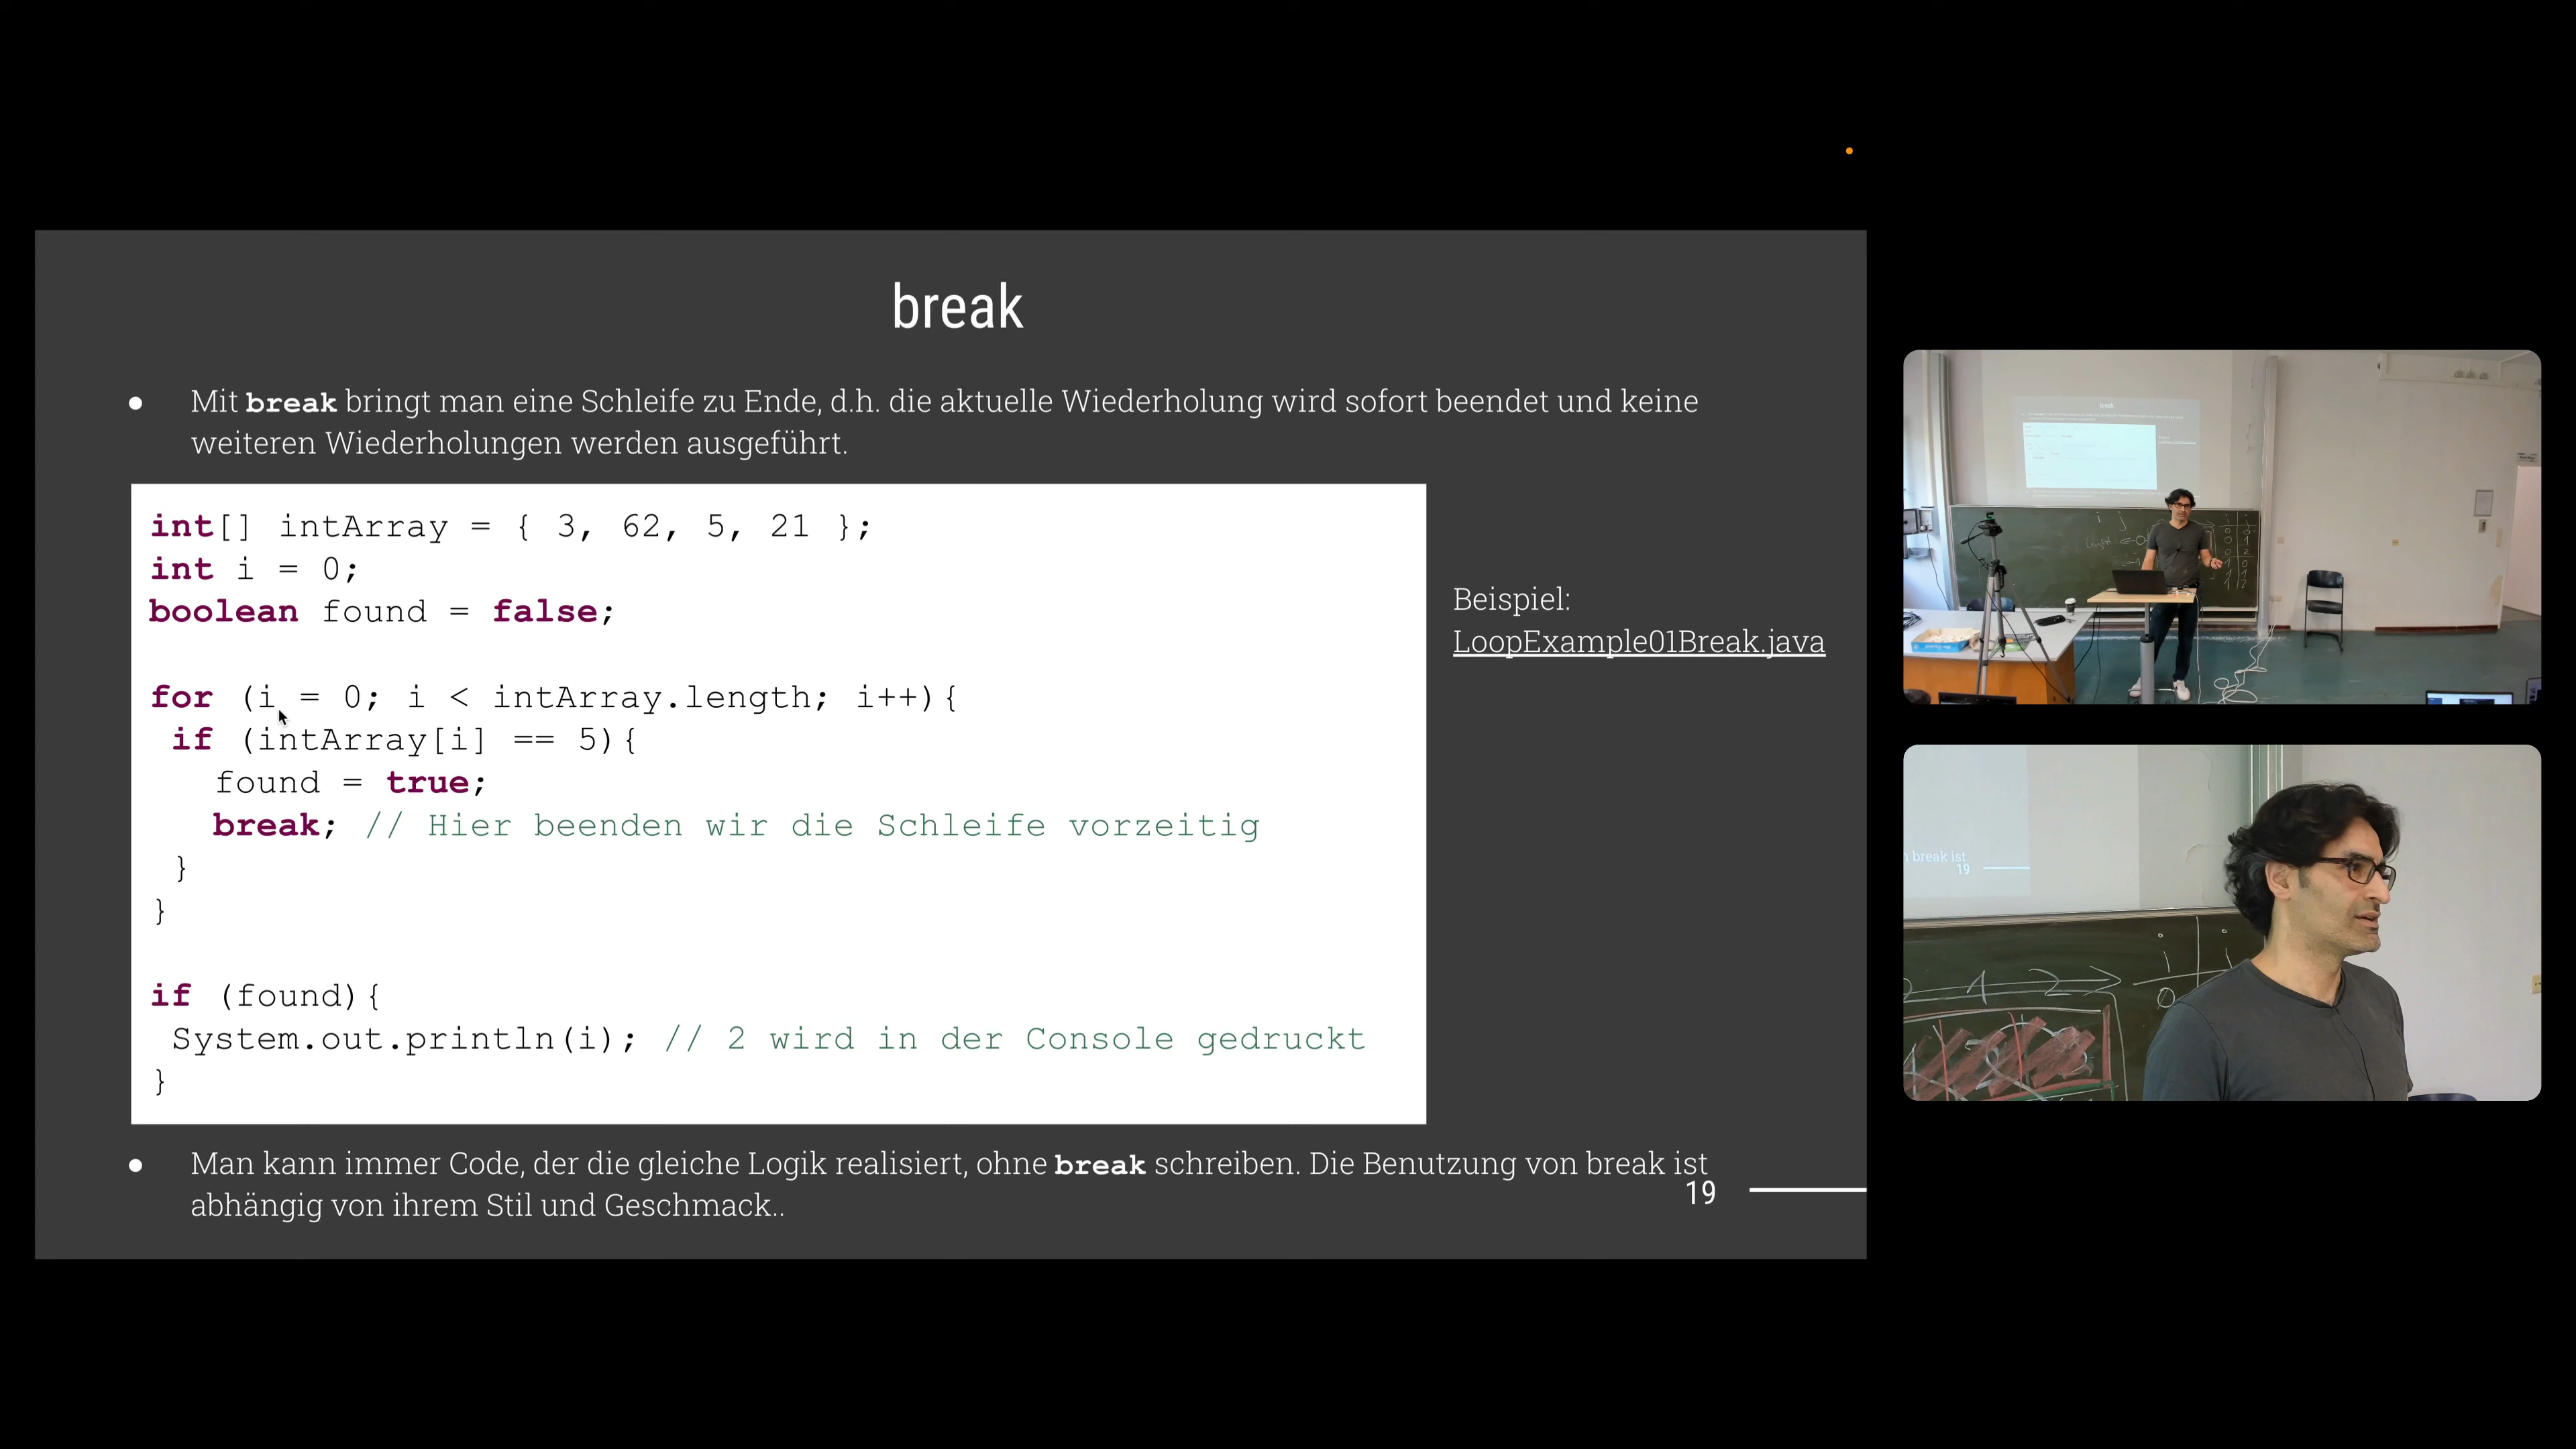 break
● Mit break bringt man eine Schleife zu Ende, d.h. die aktuelle Wiederholung wird sofort beendet und keine
weiteren Wiederholungen werden ausgeführt.
int[] intArray = { 3, 62, 5, 21 };
int i = 0;
boolean found = false;
for (i = 0; i < intArray.length; i++){
if (intArray[i] == 5){
found = true;
break; // Hier beenden wir die Schleife vorzeitig
}
}
if (found){
System.out.println(i); // 2 wird in der Console gedruckt
}
Beispiel:
LoopExample01Break.java
● Man kann immer Code, der die gleiche Logik realisiert, ohne break schreiben. Die Benutzung von break ist
abhängig von ihrem Stil und Geschmack..
19
break
i j
break ist
19
1 2
i
0